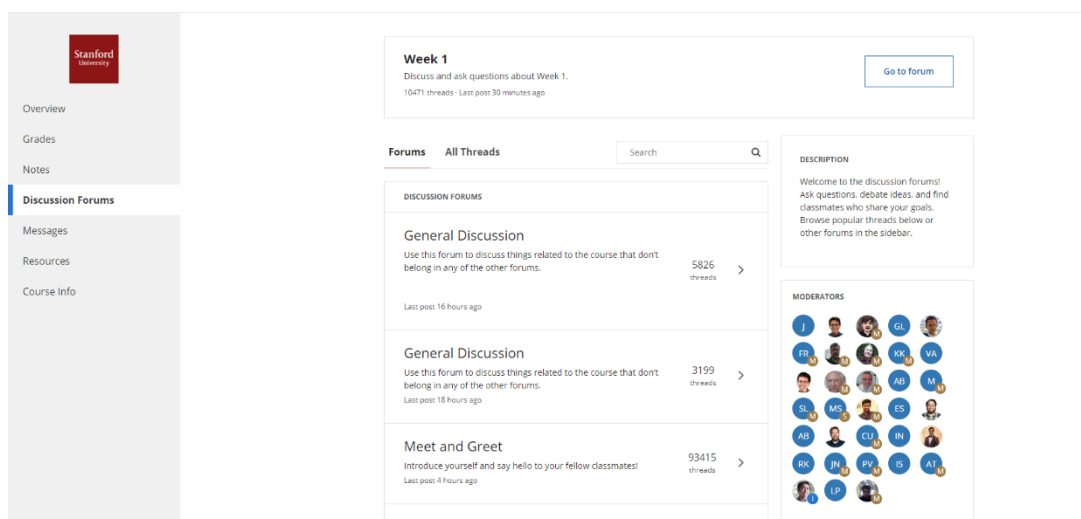 Stanford
University
Overview
Grades
Notes
Discussion Forums
Messages
Resources
Course Info
Week 1
Discuss and ask questions about Week 1.
10471 threads · Last post 30 minutes ago
Go to forum
Forums
All Threads
Search
DISCUSSION FORUMS
General Discussion
Use this forum to discuss things related to the course that don't
belong in any of the other forums.
5826
threads
Last post 16 hours ago
General Discussion
Use this forum to discuss things related to the course that don't
belong in any of the other forums.
3199
threads
Last post 18 hours ago
Meet and Greet
Introduce yourself and say hello to your fellow classmates!
93415
threads
Last post 4 hours ago
DESCRIPTION
Welcome to the discussion forums!
Ask questions, debate ideas, and find
classmates who share your goals.
Browse popular threads below or
other forums in the sidebar.
MODERATORS
J M GL
FR M M M KK M VA
M M AB M M
SL M MS S M ES
AB CU M IN
RK JN M PV M IS AT M
I LP M